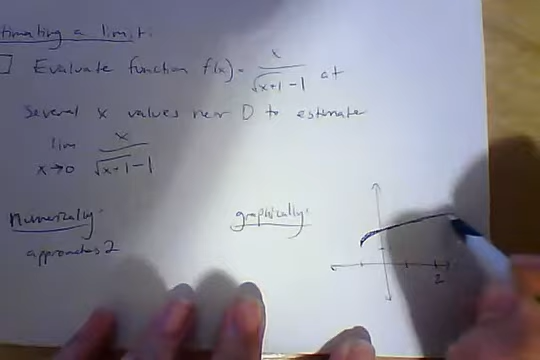 timating a limit:
Evaluate function f(x) = x / √(x+1) - 1 at
Several x values near 0 to estimate
lim x→0 x / √(x+1) - 1
numerically: graphically:
approaches 2
2